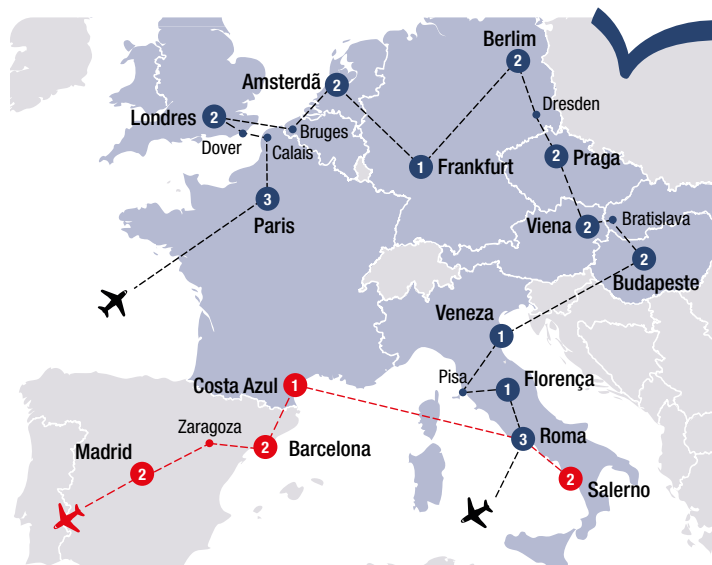 Berlim
2
Amsterdã
2
Dresden
Londres
2
Bruges
Dover
Calais
1
Frankfurt
2
Praga
3
Paris
Viena
2
Bratislava
2
Budapeste
Veneza
1
Pisa
1
Florença
Costa Azul
1
Zaragoza
Madrid
2
2
Barcelona
3
Roma
2
Salerno